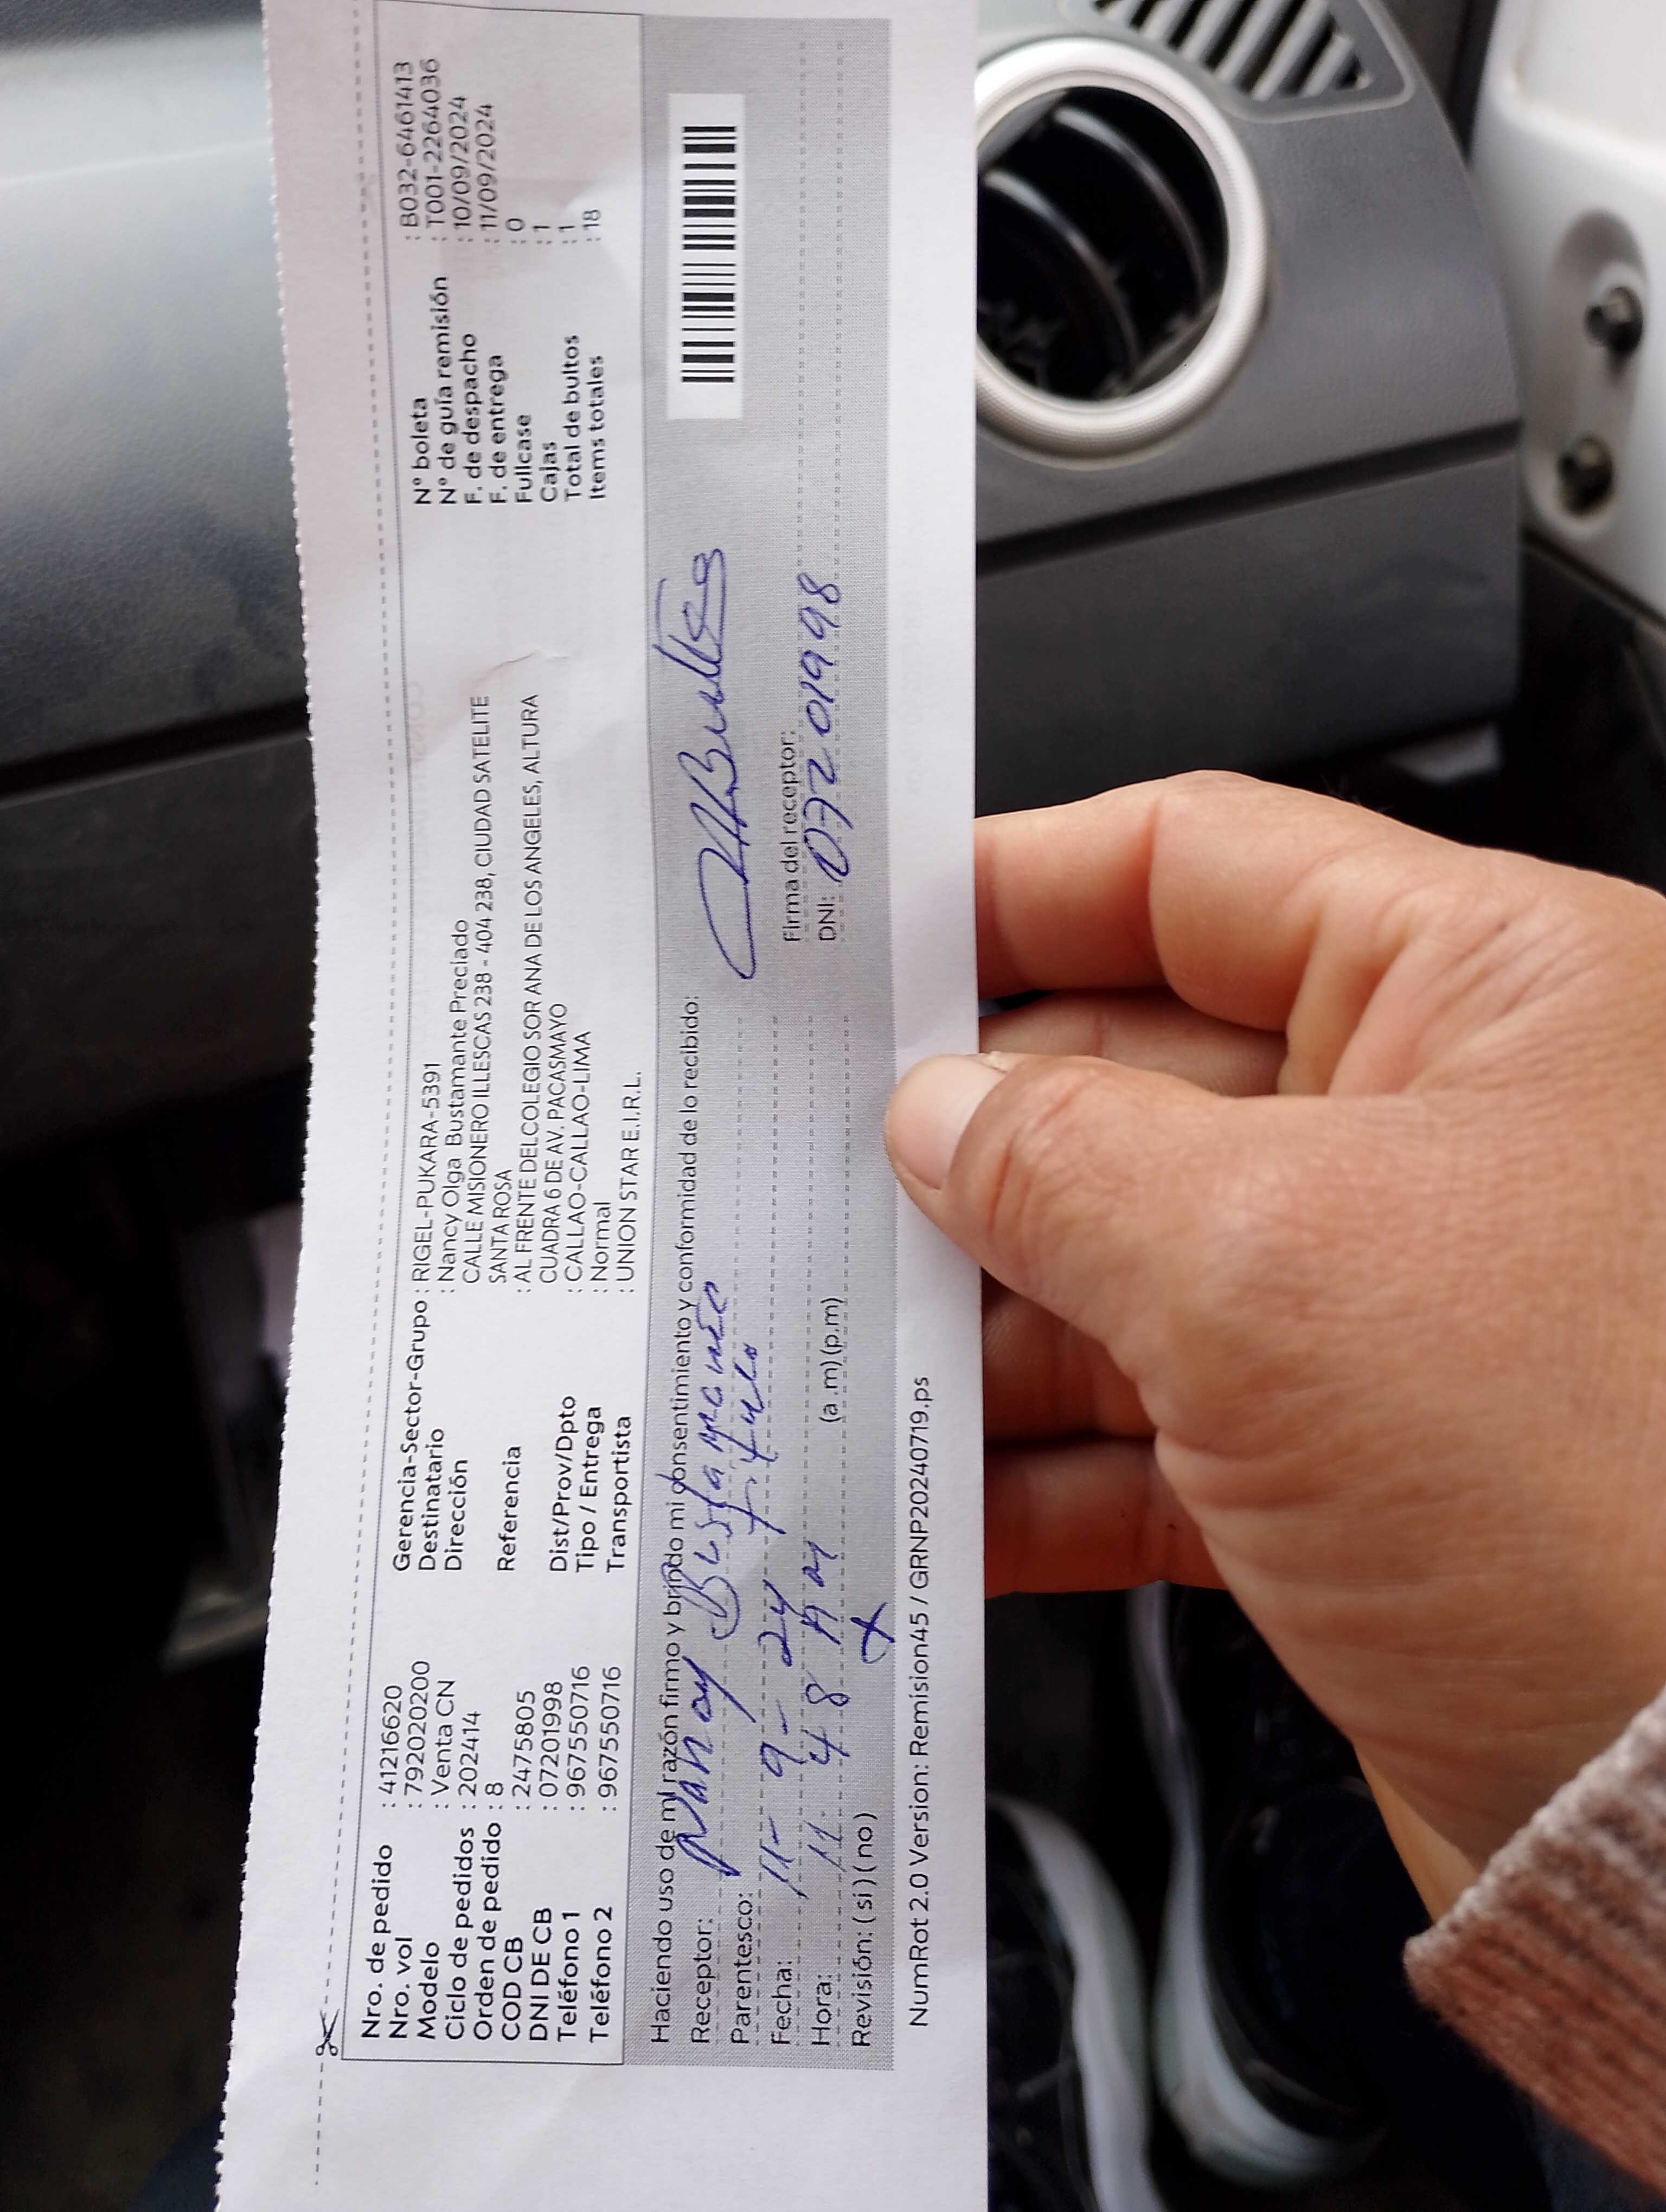 Nro. de pedido : 41216620
Nro. vol : 792020200
Modelo : Venta CN
Ciclo de pedidos : 202414
Orden de pedido : 8
COD CB : 2475805
DNI DE CB : 07201998
Teléfono 1 : 967550716
Teléfono 2 : 967550716
Gerencia-Sector-Grupo : RIGEL-PUKARA-5391
Destinatario : Nancy Olga Bustamante Preciado
Dirección CALLE MISIONERO ILLESCAS 238 - 404 238, CIUDAD SATELITE
SANTA ROSA
Referencia : AL FRENTE DEL COLEGIO SOR ANA DE LOS ANGELES, ALTURA
CUADRA 6 DE AV. PACASMAYO
Dist/Prov/Dpto : CALLAO-CALLAO-LIMA
Tipo / Entrega : Normal
Transportista : UNION STAR E.I.R.L.
N° boleta : B032-6461413
N° de guía remisión : T001-2264036
F. de despacho : 10/09/2024
F. de entrega : 11/09/2024
Fullcase : 0
Cajas : 1
Total de bultos : 1
Items totales : 18
Haciendo uso de mi razón firmo y brindo mi consentimiento y conformidad de lo recibido:
Receptor: Nancy Bustamante
Parentesco: Titular
Fecha: 11-9-24
Hora: 11.48 AM (a.m) (p.m)
Revisión: ( si ) ( no ) X
Firma del receptor:
DNI: 07201998
NumRot 2.0 Version: Remision45 / GRNP20240719.ps